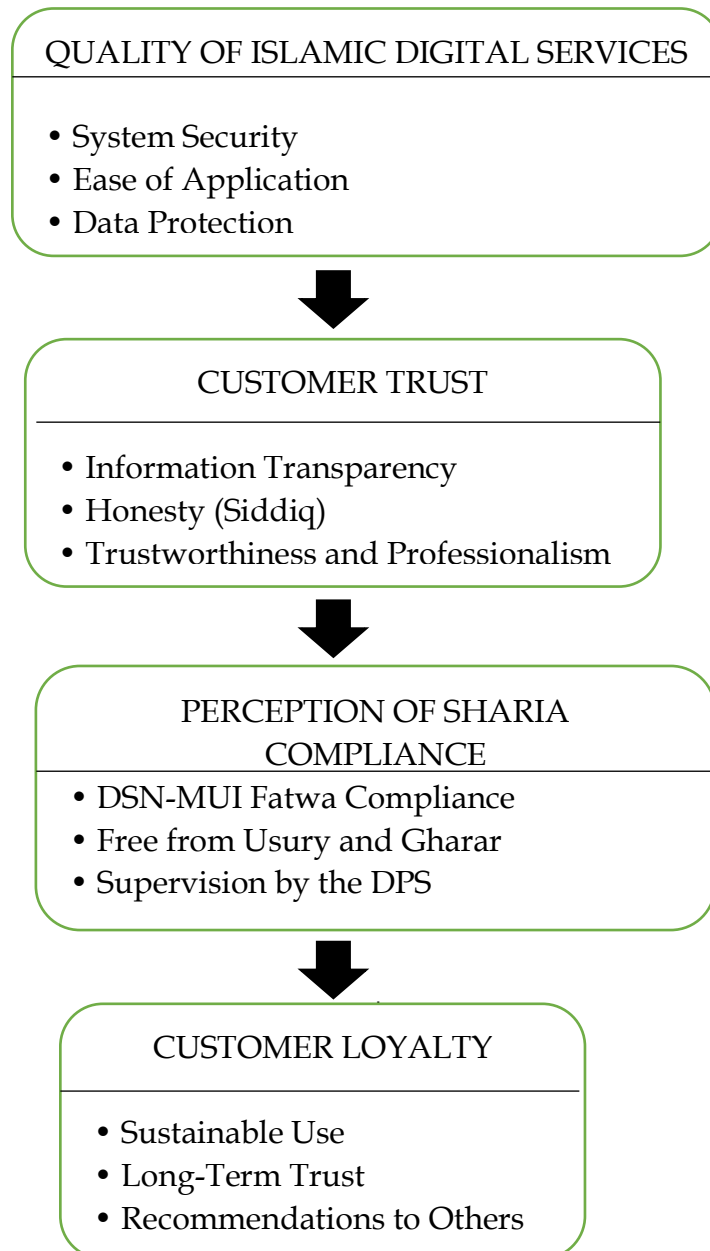 QUALITY OF ISLAMIC DIGITAL SERVICES
• System Security
• Ease of Application
• Data Protection
CUSTOMER TRUST
• Information Transparency
• Honesty (Siddiq)
• Trustworthiness and Professionalism
PERCEPTION OF SHARIA
COMPLIANCE
• DSN-MUI Fatwa Compliance
• Free from Usury and Gharar
• Supervision by the DPS
CUSTOMER LOYALTY
• Sustainable Use
• Long-Term Trust
• Recommendations to Others